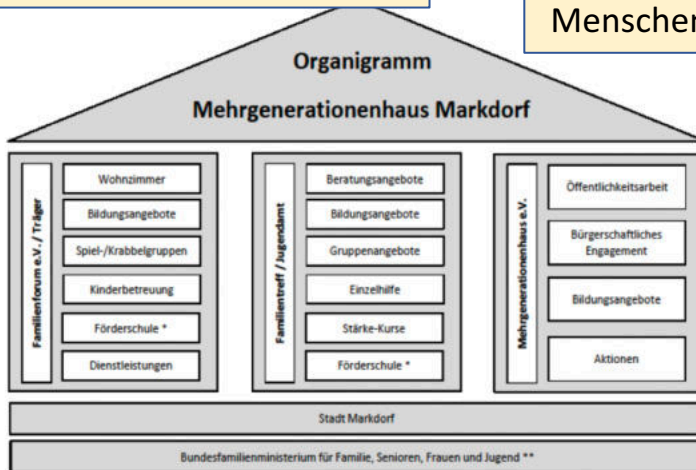 Menschen
Organigramm
Mehrgenerationenhaus Markdorf
Familienforum e.V. / Träger
Wohnzimmer
Bildungsangebote
Spiel-/Krabbelgruppen
Kinderbetreuung
Förderschule *
Dienstleistungen
Familientreff / Jugendamt
Beratungsangebote
Bildungsangebote
Gruppenangebote
Einzelhilfe
Stärke-Kurse
Förderschule *
Mehrgenerationenhaus e.V.
Öffentlichkeitsarbeit
Bürgerschaftliches
Engagement
Bildungsangebote
Aktionen
Stadt Markdorf
Bundesfamilienministerium für Familie, Senioren, Frauen und Jugend **